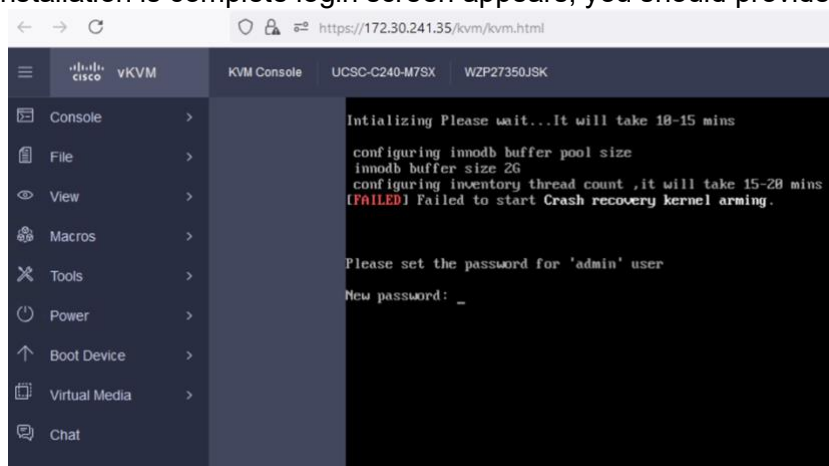 nstallation is complete login screen appears, you should provide
https://172.30.241.35/kvm/kvm.html
cisco vKVM KVM Console UCSC-C240-M7SX WZP27350JSK
Console
File
View
Macros
Tools
Power
Boot Device
Virtual Media
Chat
Intializing Please wait...It will take 10-15 mins
configuring innodb buffer pool size
innodb buffer size 2G
configuring inventory thread count ,it will take 15-20 mins
[FAILED] Failed to start Crash recovery kernel arming.
Please set the password for 'admin' user
New password: _